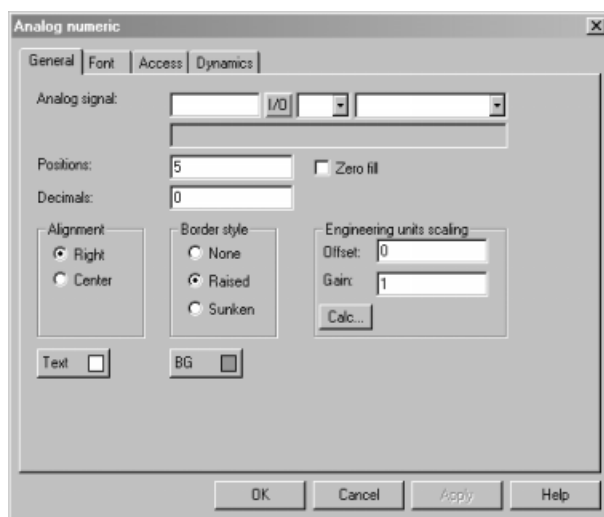 Analog numeric
General Font Access Dynamics
Analog signal: I/O
Positions: 5 Zero fill
Decimals: 0
Alignment Border style Engineering units scaling
Right None Offset: 0
Center Raised Gain: 1
Sunken Calc...
Text BG
OK Cancel Apply Help